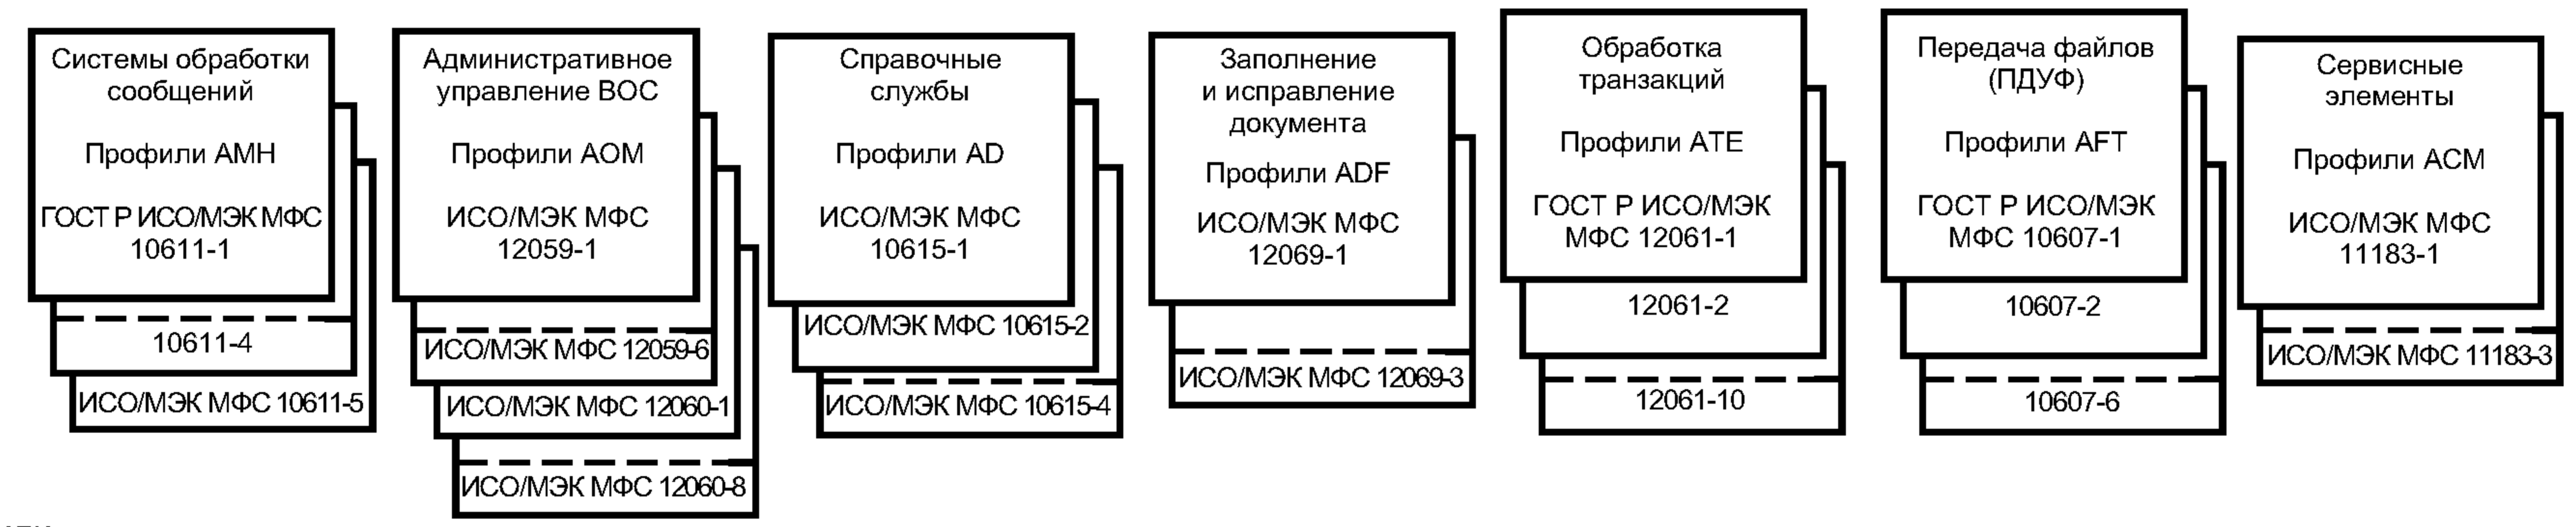 Системы обработки
сообщений
Профили AMH
ГОСТ Р ИСО/МЭК МФС
10611-1
10611-4
ИСО/МЭК МФС 10611-5
Административное
управление ВОС
Профили AOM
ИСО/МЭК МФС
12059-1
ИСО/МЭК МФС 12059-6
ИСО/МЭК МФС 12060-1
ИСО/МЭК МФС 12060-8
Справочные
службы
Профили AD
ИСО/МЭК МФС
10615-1
ИСО/МЭК МФС 10615-2
ИСО/МЭК МФС 10615-4
Заполнение
и исправление
документа
Профили ADF
ИСО/МЭК МФС
12069-1
ИСО/МЭК МФС 12069-3
Обработка
транзакций
Профили ATE
ГОСТ Р ИСО/МЭК
МФС 12061-1
12061-2
12061-10
Передача файлов
(ПДУФ)
Профили AFT
ГОСТ Р ИСО/МЭК
МФС 10607-1
10607-2
10607-6
Сервисные
элементы
Профили ACM
ИСО/МЭК МФС
11183-1
ИСО/МЭК МФС 11183-3